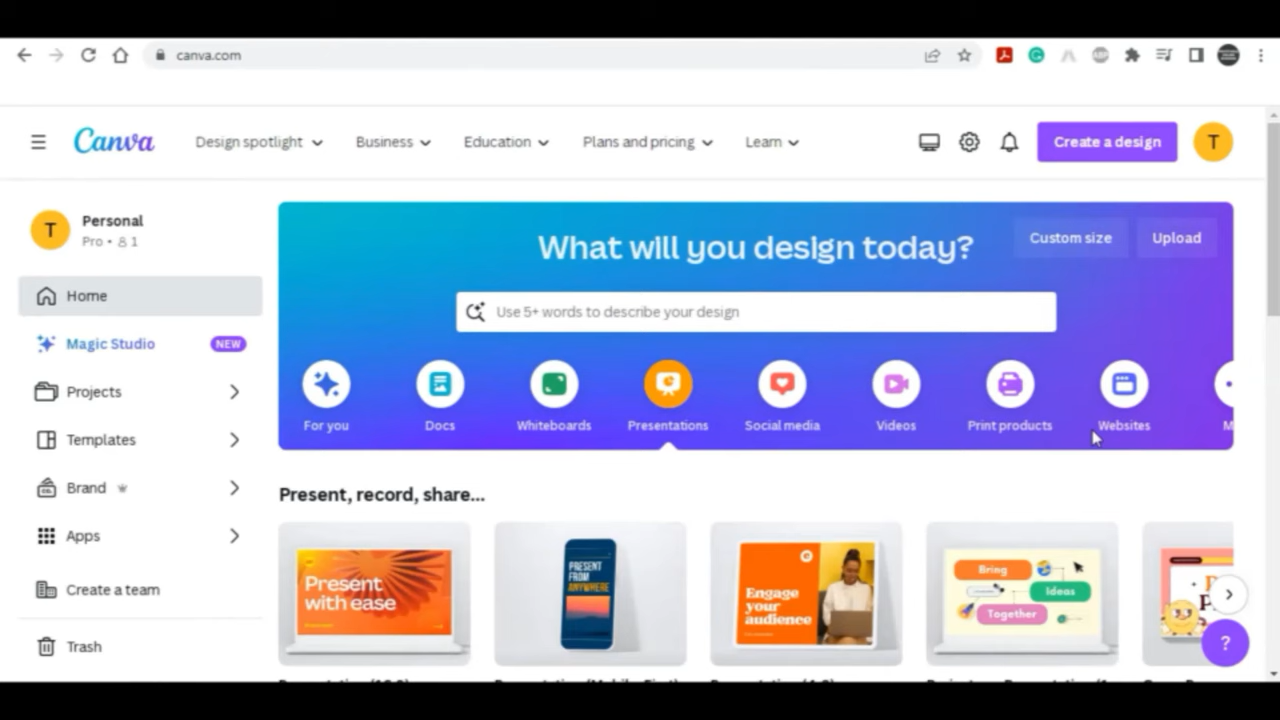 canva.com
Canva
Design spotlight
Business
Education
Plans and pricing
Learn
Create a design
T
T
Personal
Pro • 1
Home
Magic Studio
NEW
Projects
Templates
Brand
Apps
Create a team
Trash
What will you design today?
Custom size
Upload
Use 5+ words to describe your design
For you
Docs
Whiteboards
Presentations
Social media
Videos
Print products
Websites
Present, record, share...
Present
with ease
PRESENT
FROM
ANYWHERE
Engage
your
audience
Bring
Ideas
Together
?